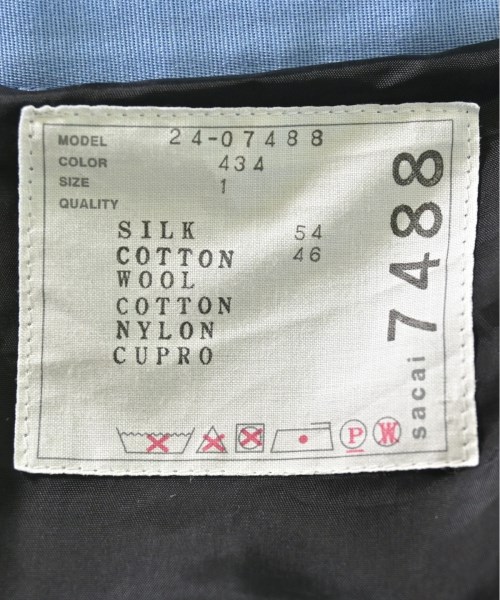 MODEL 24-07488
COLOR 434
SIZE 1
QUALITY
SILK 54
COTTON 46
WOOL
COTTON
NYLON
CUPRO
P W
sacai 7488